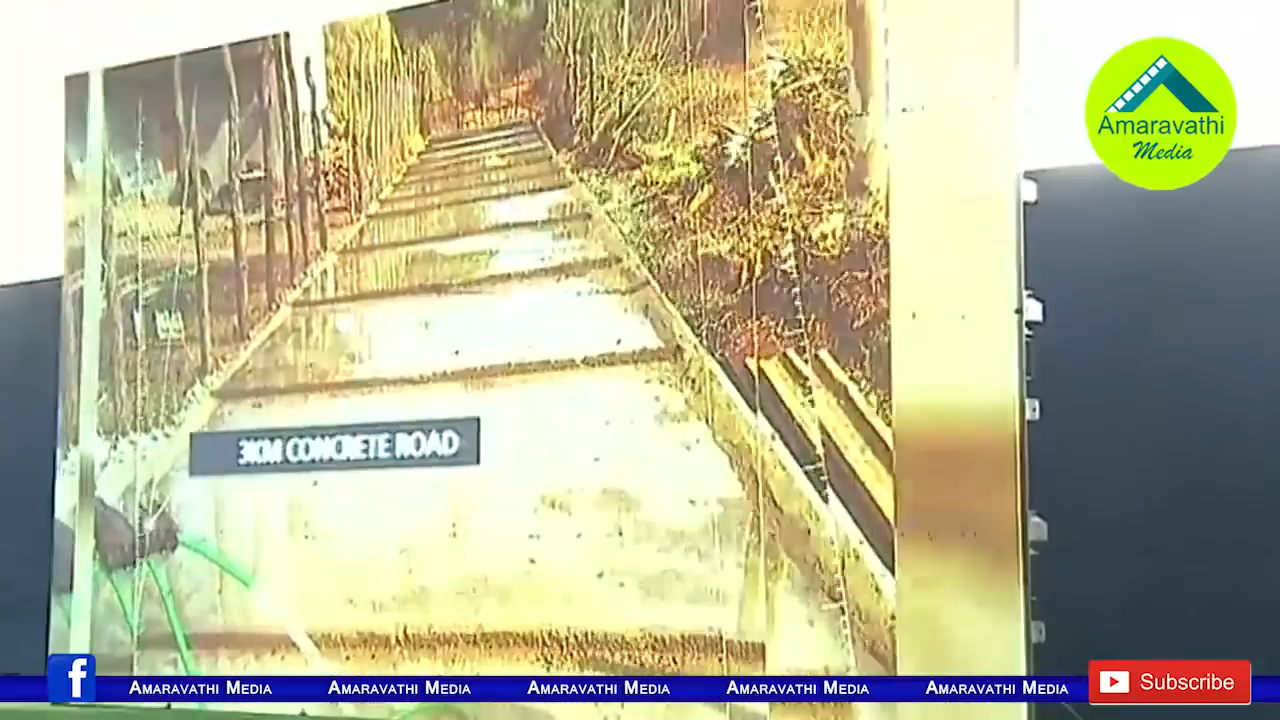 Amaravathi
Media
3KM CONCRETE ROAD
f
Amaravathi Media Amaravathi Media Amaravathi Media Amaravathi Media Amaravathi Media
Subscribe